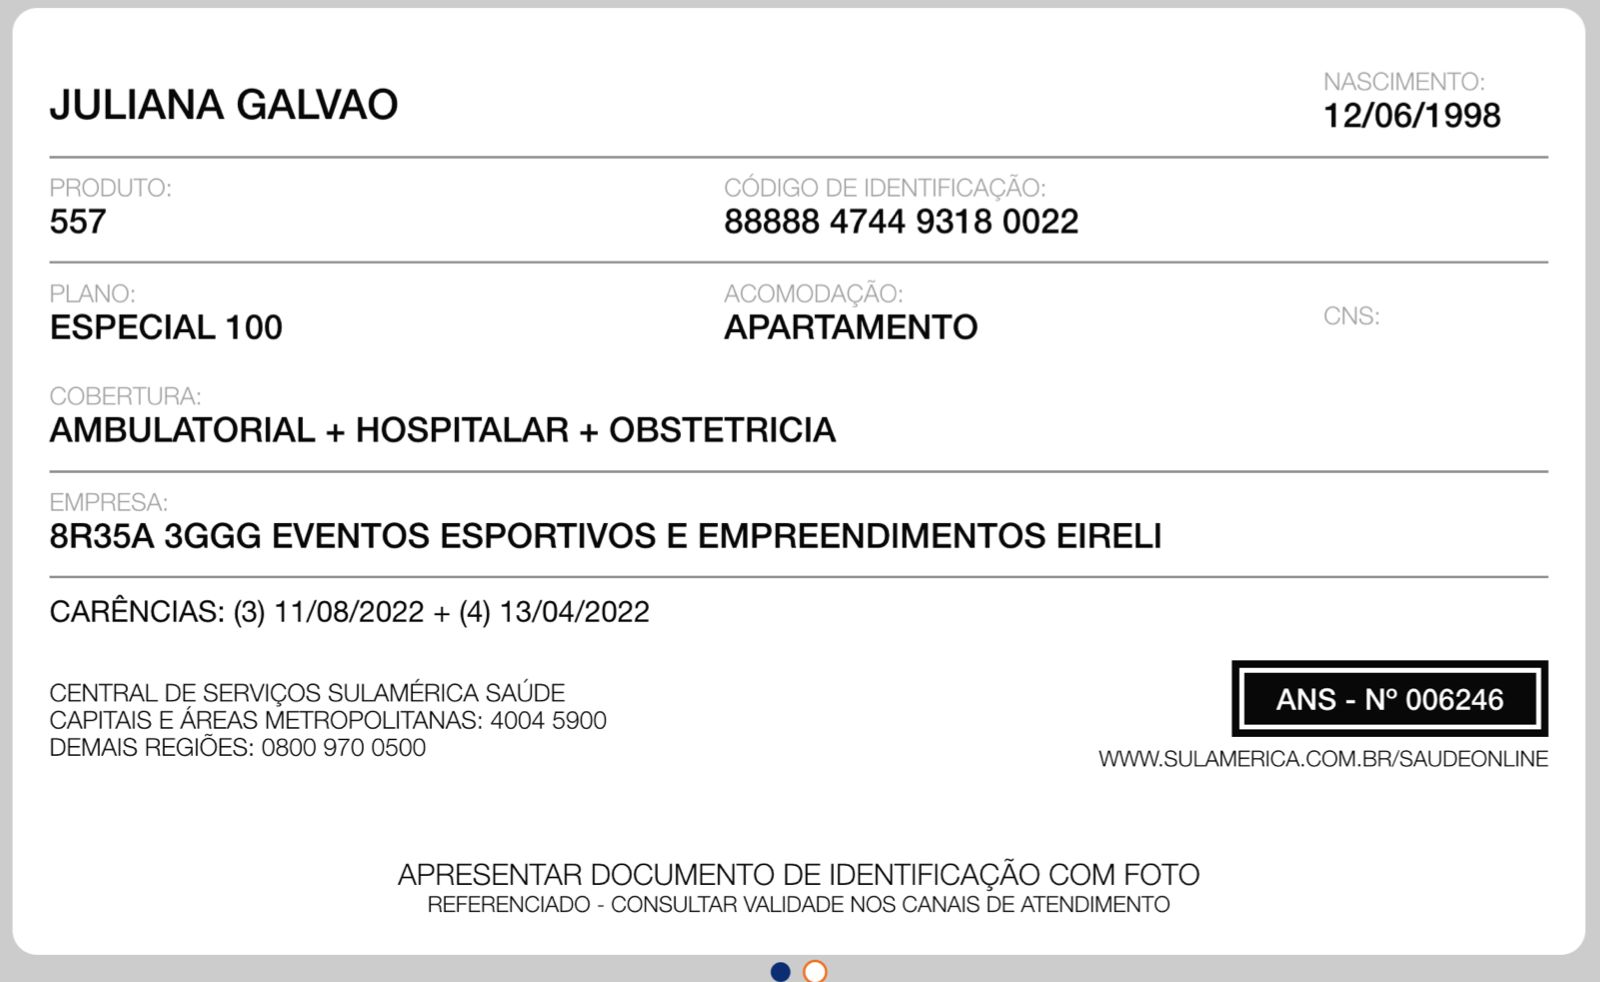 JULIANA GALVAO
NASCIMENTO:
12/06/1998
PRODUTO:
557
CÓDIGO DE IDENTIFICAÇÃO:
88888 4744 9318 0022
PLANO:
ESPECIAL 100
ACOMODAÇÃO:
APARTAMENTO
CNS:
COBERTURA:
AMBULATORIAL + HOSPITALAR + OBSTETRICIA
EMPRESA:
8R35A 3GGG EVENTOS ESPORTIVOS E EMPREENDIMENTOS EIRELI
CARÊNCIAS: (3) 11/08/2022 + (4) 13/04/2022
CENTRAL DE SERVIÇOS SULAMÉRICA SAÚDE
CAPITAIS E ÁREAS METROPOLITANAS: 4004 5900
DEMAIS REGIÕES: 0800 970 0500
ANS - Nº 006246
WWW.SULAMERICA.COM.BR/SAUDEONLINE
APRESENTAR DOCUMENTO DE IDENTIFICAÇÃO COM FOTO
REFERENCIADO - CONSULTAR VALIDADE NOS CANAIS DE ATENDIMENTO